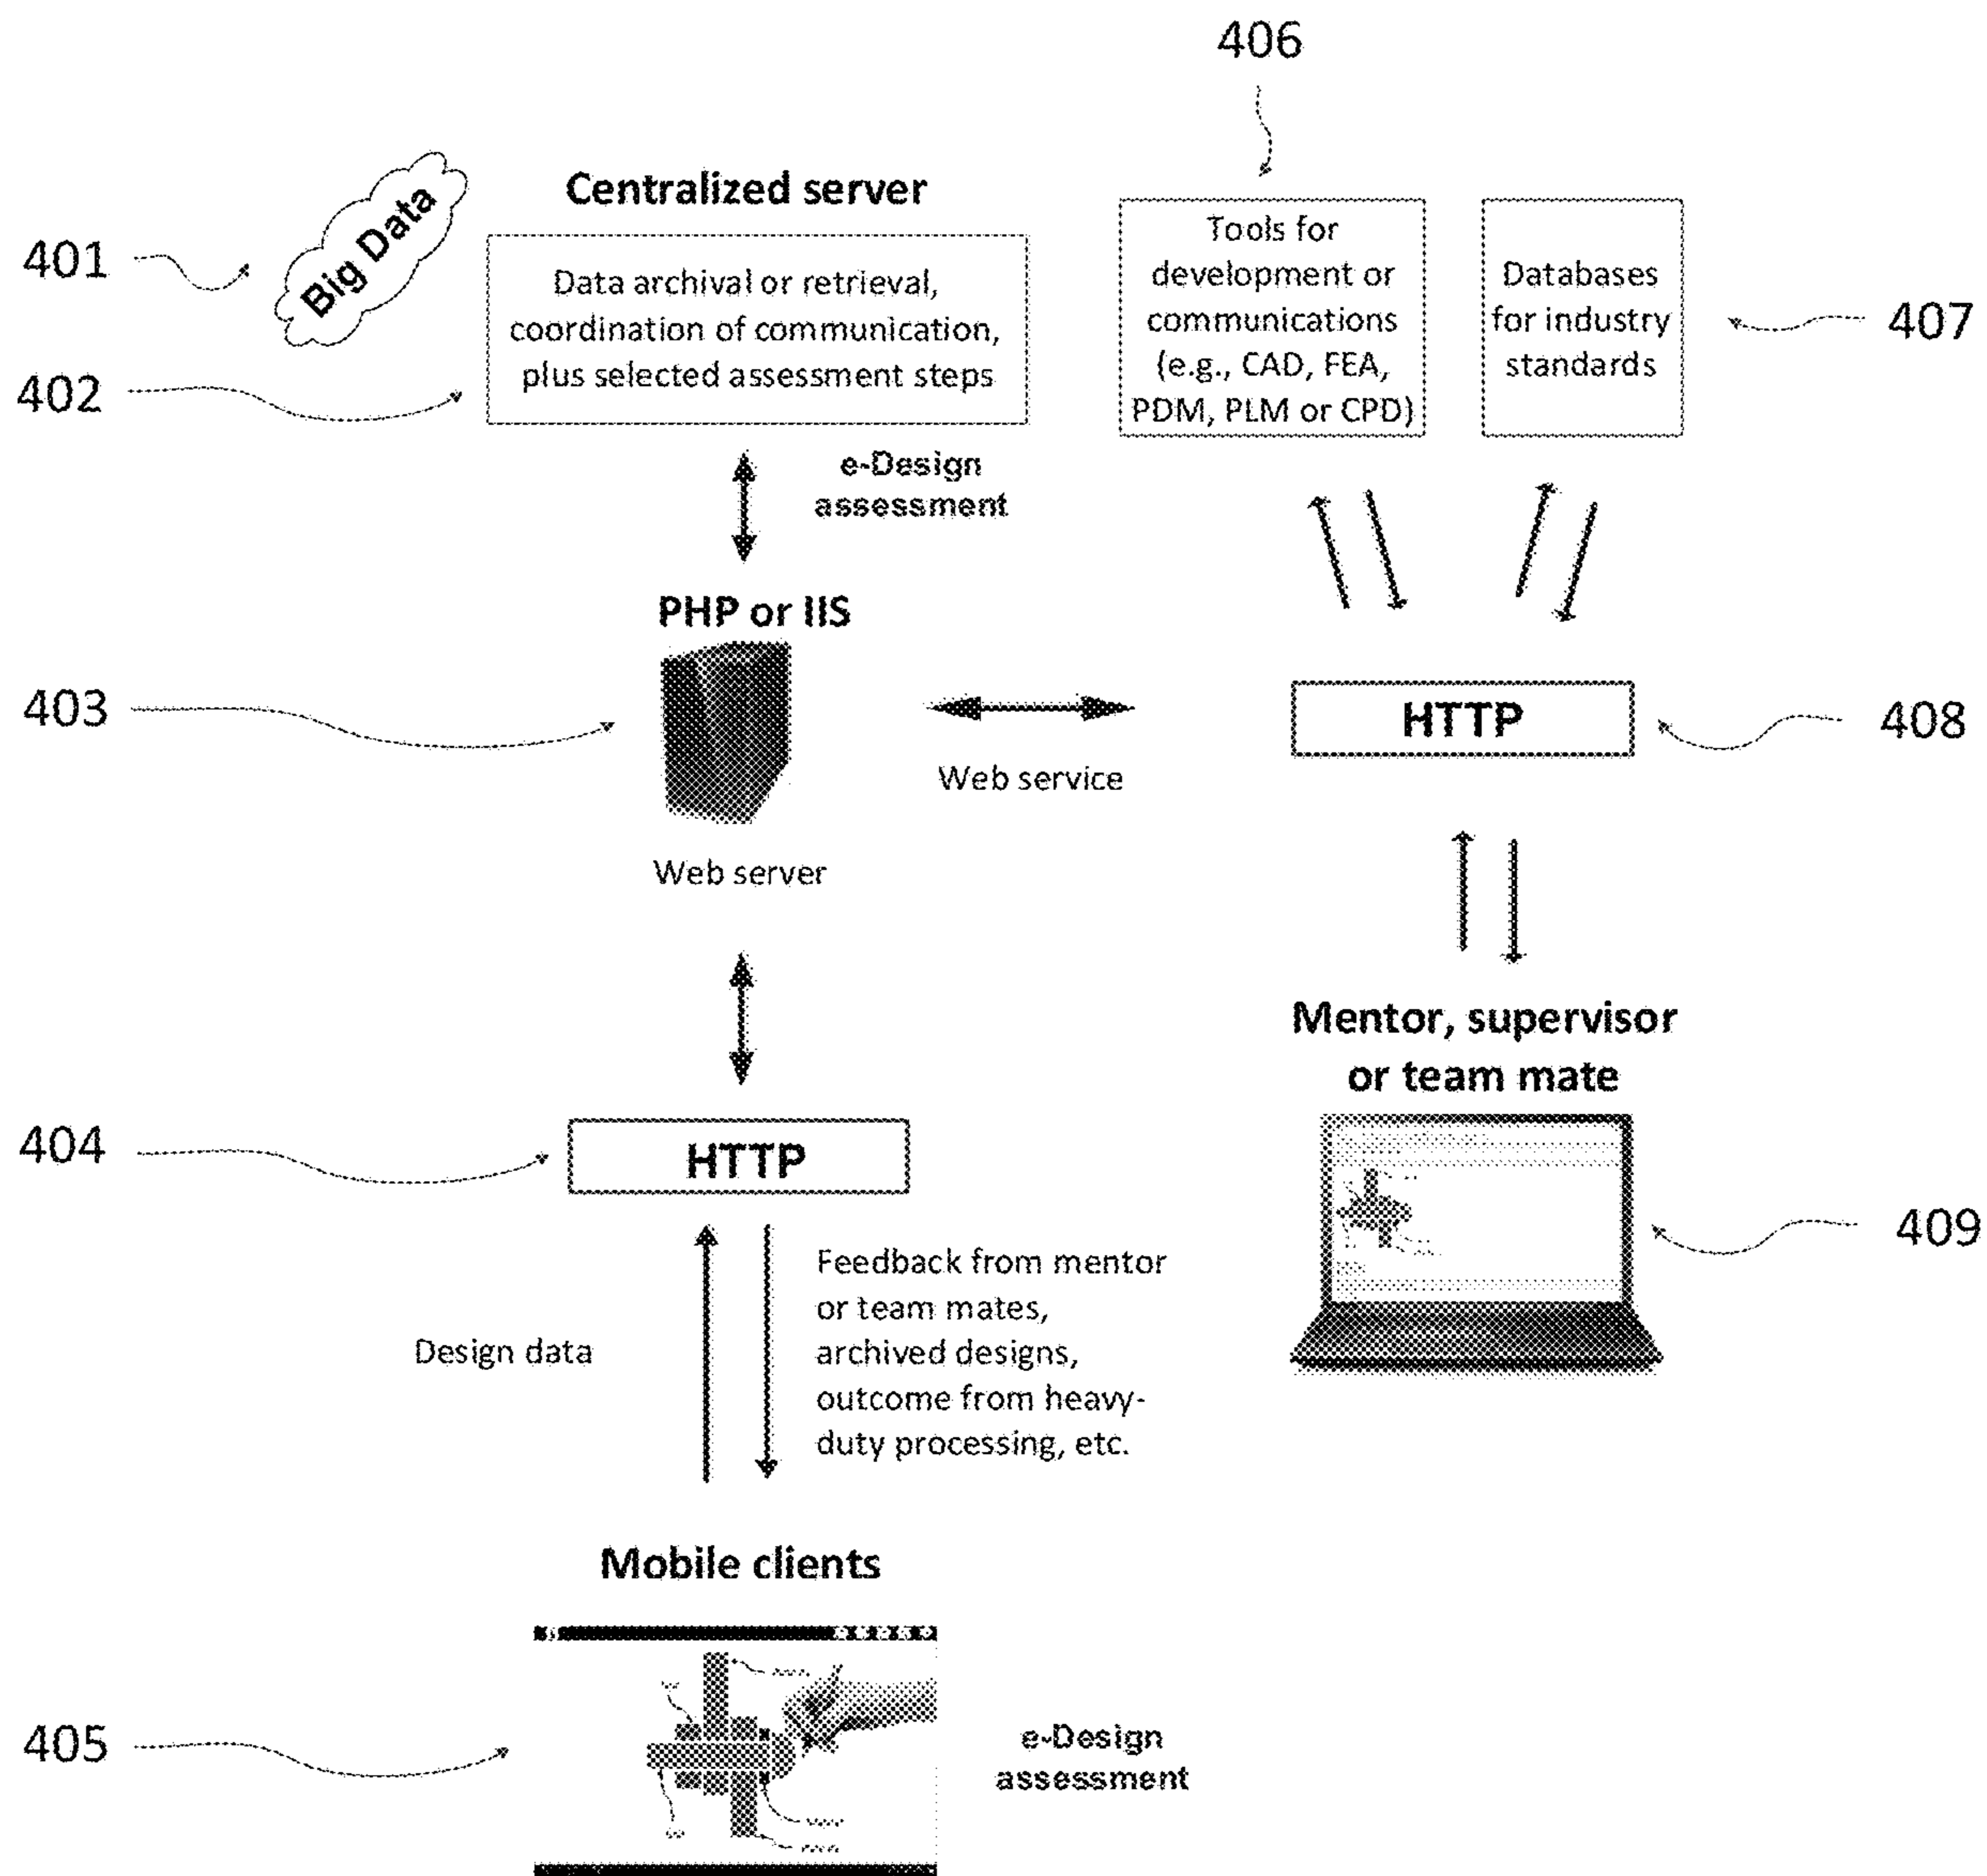 406
Centralized server
Big Data
401
Data archival or retrieval,
coordination of communication,
plus selected assessment steps
402
Tools for
development or
communications
(e.g., CAD, FEA,
PDM, PLM or CPD)
Databases
for industry
standards
407
e-Design
assessment
PHP or IIS
403
Web server
Web service
HTTP
408
404
HTTP
Mentor, supervisor
or team mate
409
Design data
Feedback from mentor
or team mates,
archived designs,
outcome from heavy-
duty processing, etc.
Mobile clients
405
e-Design
assessment